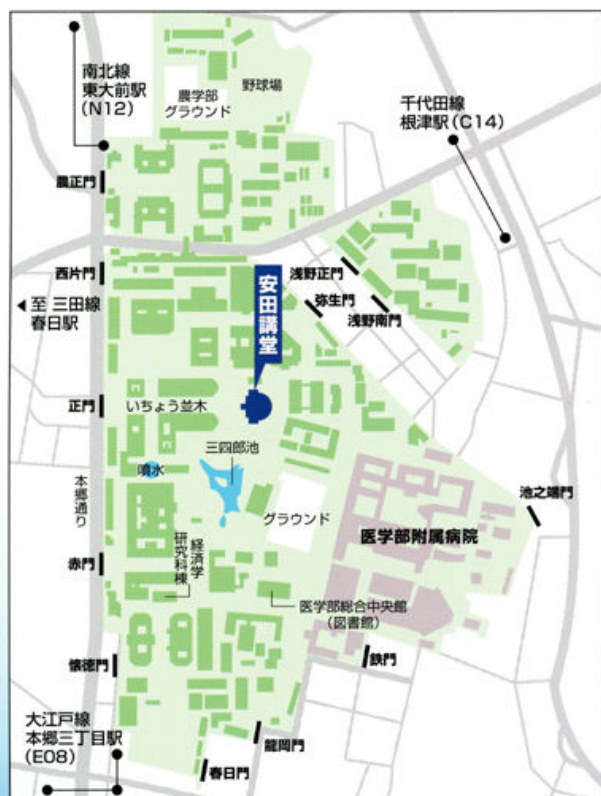 南北線
東大前駅
(N12)
野球場
農学部
グラウンド
千代田線
根津駅(C14)
農正門
西片門
浅野正門
弥生門
浅野南門
◀ 至 三田線
春日駅
安田講堂
正門
いちょう並木
三四郎池
噴水
本郷通り
グラウンド
池之端門
医学部附属病院
赤門
経済学
研究科棟
医学部総合中央館
(図書館)
懐徳門
鉄門
大江戸線
本郷三丁目駅
(E08)
龍岡門
春日門